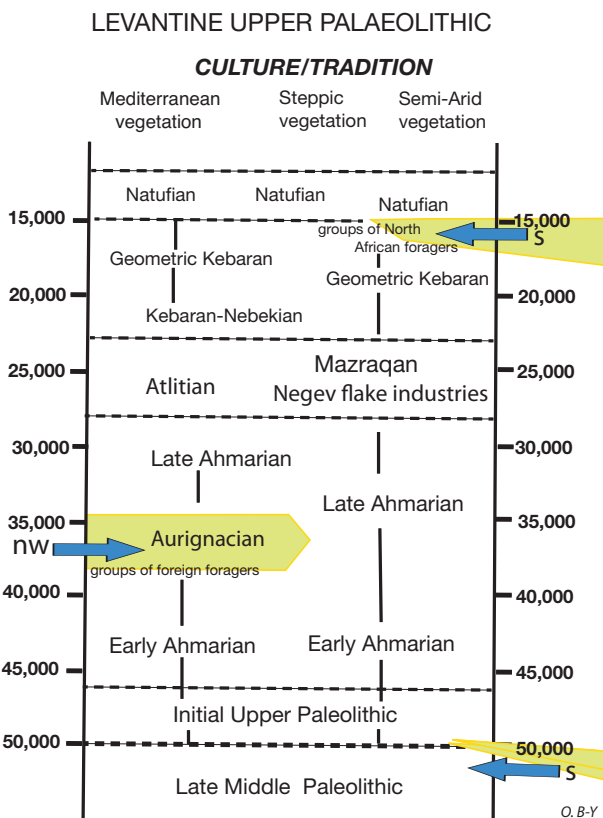 LEVANTINE UPPER PALAEOLITHIC
CULTURE/TRADITION
Mediterranean vegetation
Steppic vegetation
Semi-Arid vegetation
Natufian Natufian Natufian
15,000 15,000
groups of North
African foragers
S
Geometric Kebaran
Geometric Kebaran
20,000 20,000
Kebaran-Nebekian
Mazraqan
25,000 25,000
Atlitian
Negev flake industries
30,000 30,000
Late Ahmarian
Late Ahmarian
35,000 35,000
nw
Aurignacian
groups of foreign foragers
40,000 40,000
Early Ahmarian Early Ahmarian
45,000 45,000
Initial Upper Paleolithic
50,000 50,000
S
Late Middle Paleolithic
O. B-Y